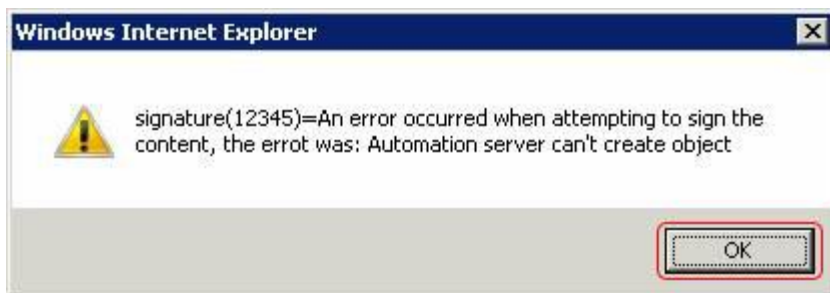 Windows Internet Explorer
signature(12345)=An error occurred when attempting to sign the
content, the errot was: Automation server can't create object
OK